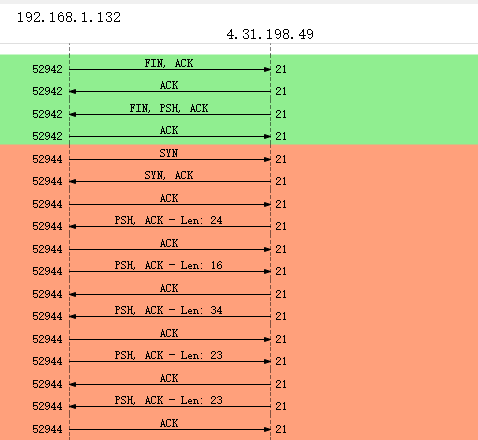 192.168.1.132
4.31.198.49
52942 FIN, ACK 21
52942 ACK 21
52942 FIN, PSH, ACK 21
52942 ACK 21
52944 SYN 21
52944 SYN, ACK 21
52944 ACK 21
52944 PSH, ACK - Len: 24 21
52944 ACK 21
52944 PSH, ACK - Len: 16 21
52944 ACK 21
52944 PSH, ACK - Len: 34 21
52944 ACK 21
52944 PSH, ACK - Len: 23 21
52944 ACK 21
52944 PSH, ACK - Len: 23 21
52944 ACK 21